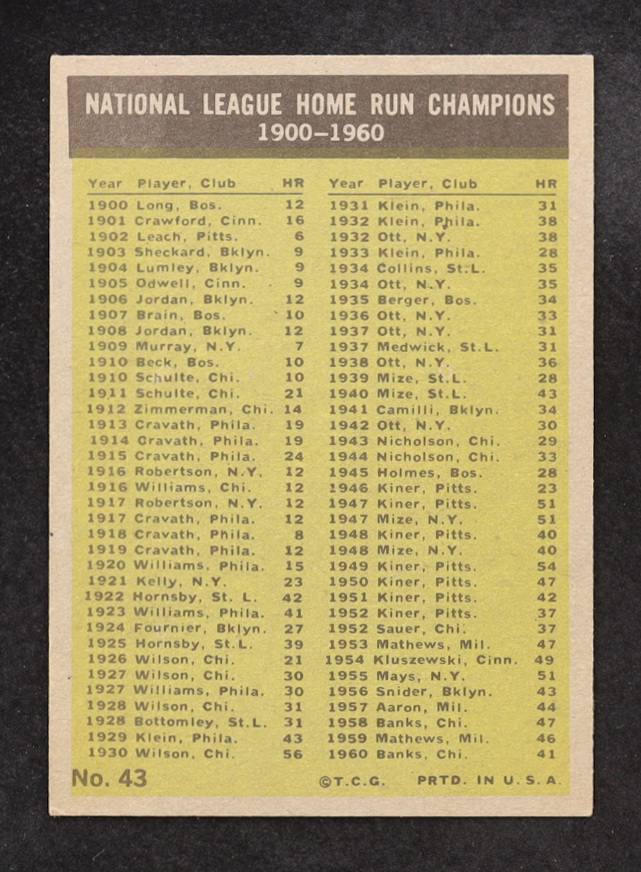 NATIONAL LEAGUE HOME RUN CHAMPIONS
1900–1960
Year Player, Club HR
1900 Long, Bos. 12
1901 Crawford, Cinn. 16
1902 Leach, Pitts. 6
1903 Sheckard, Bklyn. 9
1904 Lumley, Bklyn. 9
1905 Odwell, Cinn. 9
1906 Jordan, Bklyn. 12
1907 Brain, Bos. 10
1908 Jordan, Bklyn. 12
1909 Murray, N.Y. 7
1910 Beck, Bos. 10
1910 Schulte, Chi. 10
1911 Schulte, Chi. 21
1912 Zimmerman, Chi. 14
1913 Cravath, Phila. 19
1914 Cravath, Phila. 19
1915 Cravath, Phila. 24
1916 Robertson, N.Y. 12
1916 Williams, Chi. 12
1917 Robertson, N.Y. 12
1917 Cravath, Phila. 12
1918 Cravath, Phila. 8
1919 Cravath, Phila. 12
1920 Williams, Phila. 15
1921 Kelly, N.Y. 23
1922 Hornsby, St. L. 42
1923 Williams, Phila. 41
1924 Fournier, Bklyn. 27
1925 Hornsby, St.L. 39
1926 Wilson, Chi. 21
1927 Wilson, Chi. 30
1927 Williams, Phila. 30
1928 Wilson, Chi. 31
1928 Bottomley, St.L. 31
1929 Klein, Phila. 43
1930 Wilson, Chi. 56
Year Player, Club HR
1931 Klein, Phila. 31
1932 Klein, Phila. 38
1932 Ott, N.Y. 38
1933 Klein, Phila. 28
1934 Collins, St.L. 35
1934 Ott, N.Y. 35
1935 Berger, Bos. 34
1936 Ott, N.Y. 33
1937 Ott, N.Y. 31
1937 Medwick, St.L. 31
1938 Ott, N.Y. 36
1939 Mize, St.L. 28
1940 Mize, St.L. 43
1941 Camilli, Bklyn. 34
1942 Ott, N.Y. 30
1943 Nicholson, Chi. 29
1944 Nicholson, Chi. 33
1945 Holmes, Bos. 28
1946 Kiner, Pitts. 23
1947 Kiner, Pitts. 51
1947 Mize, N.Y. 51
1948 Kiner, Pitts. 40
1948 Mize, N.Y. 40
1949 Kiner, Pitts. 54
1950 Kiner, Pitts. 47
1951 Kiner, Pitts. 42
1952 Kiner, Pitts. 37
1952 Sauer, Chi. 37
1953 Mathews, Mil. 47
1954 Kluszewski, Cinn. 49
1955 Mays, N.Y. 51
1956 Snider, Bklyn. 43
1957 Aaron, Mil. 44
1958 Banks, Chi. 47
1959 Mathews, Mil. 46
1960 Banks, Chi. 41
No. 43 ©T.C.G. PRTD. IN U.S.A.